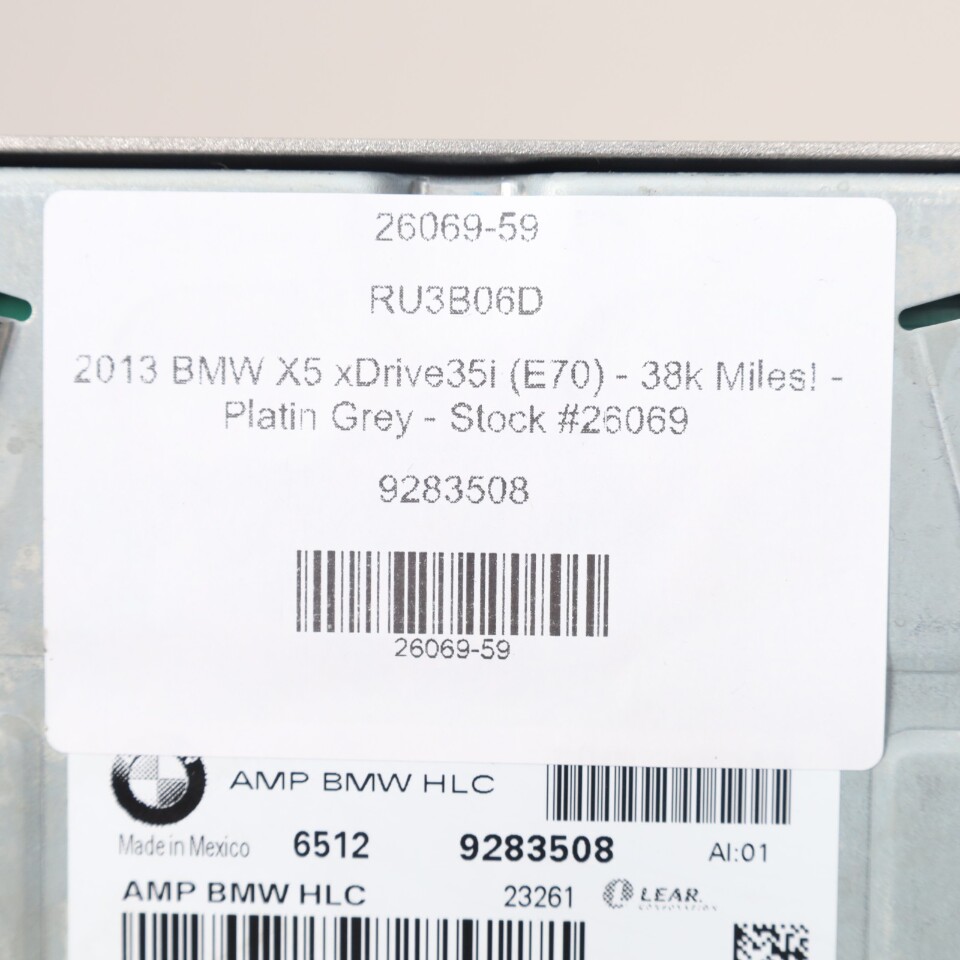 26069-59
RU3B06D
2013 BMW X5 xDrive35i (E70) - 38k Miles! -
Platin Grey - Stock #26069
9283508
26069-59
AMP BMW HLC
Made in Mexico 6512 9283508 AI:01
AMP BMW HLC 23261 LEAR.
CORPORATION